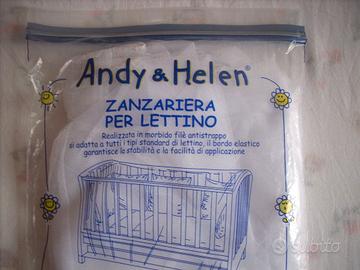 Andy & Helen®
ZANZARIERA
PER LETTINO
Realizzata in morbido filè antistrappo
si adatta a tutti i tipi standard di lettino, il bordo elastico
garantisce la stabilità e la facilità di applicazione
subito